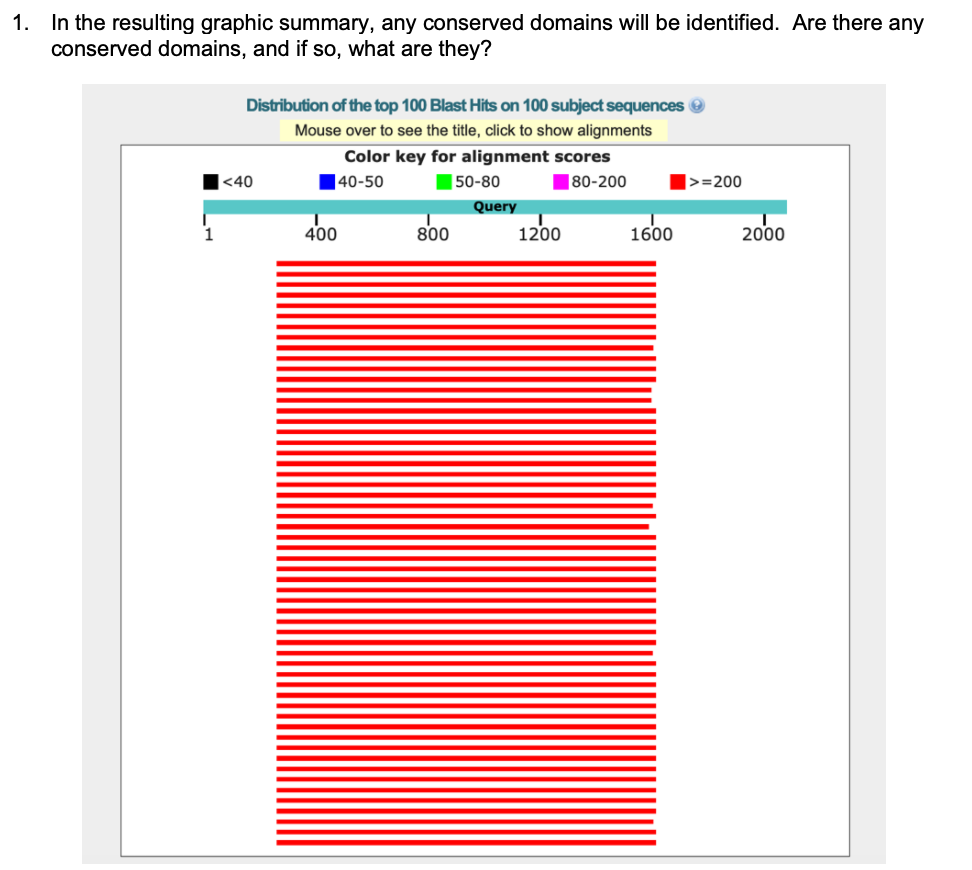 1. In the resulting graphic summary, any conserved domains will be identified.  Are there any
conserved domains, and if so, what are they?
Distribution of the top 100 Blast Hits on 100 subject sequences ?
Mouse over to see the title, click to show alignments
Color key for alignment scores
<40 40-50 50-80 80-200 >=200
Query
1 400 800 1200 1600 2000